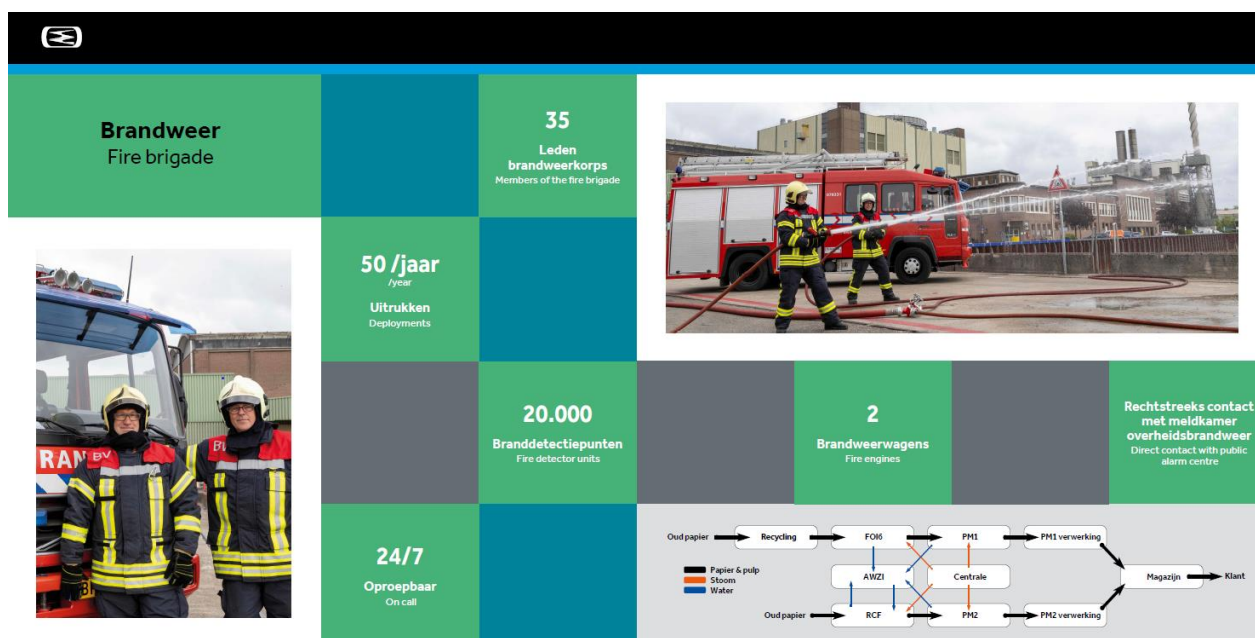 Brandweer
Fire brigade
35
Leden
brandweerkorps
Members of the fire brigade
50 /jaar
/year
Uitrukken
Deployments
RAN
BV
BV
20.000
Branddetectiepunten
Fire detector units
2
Brandweerwagens
Fire engines
Rechtstreeks contact
met meldkamer
overheidsbrandweer
Direct contact with public
alarm centre
24/7
Oproepbaar
On call
Oud papier
Recycling
FOI6
PM1
PM1 verwerking
Papier & pulp
Stoom
Water
AWZI
Centrale
Magazijn
Klant
Oud papier
RCF
PM2
PM2 verwerking